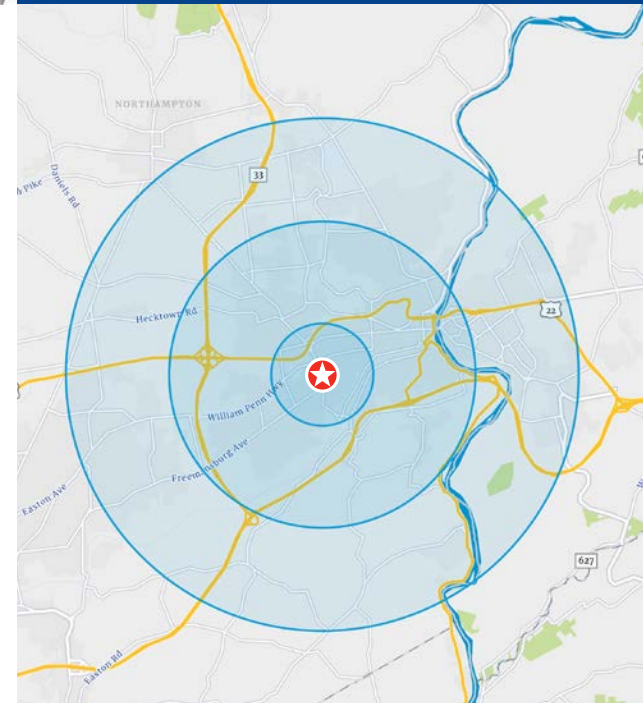 NORTHAMPTON
33
Pike
Daniels Rd
Hecktown Rd
22
William Penn HWY
Freemansburg Ave
Easton Ave
627
Easton Rd